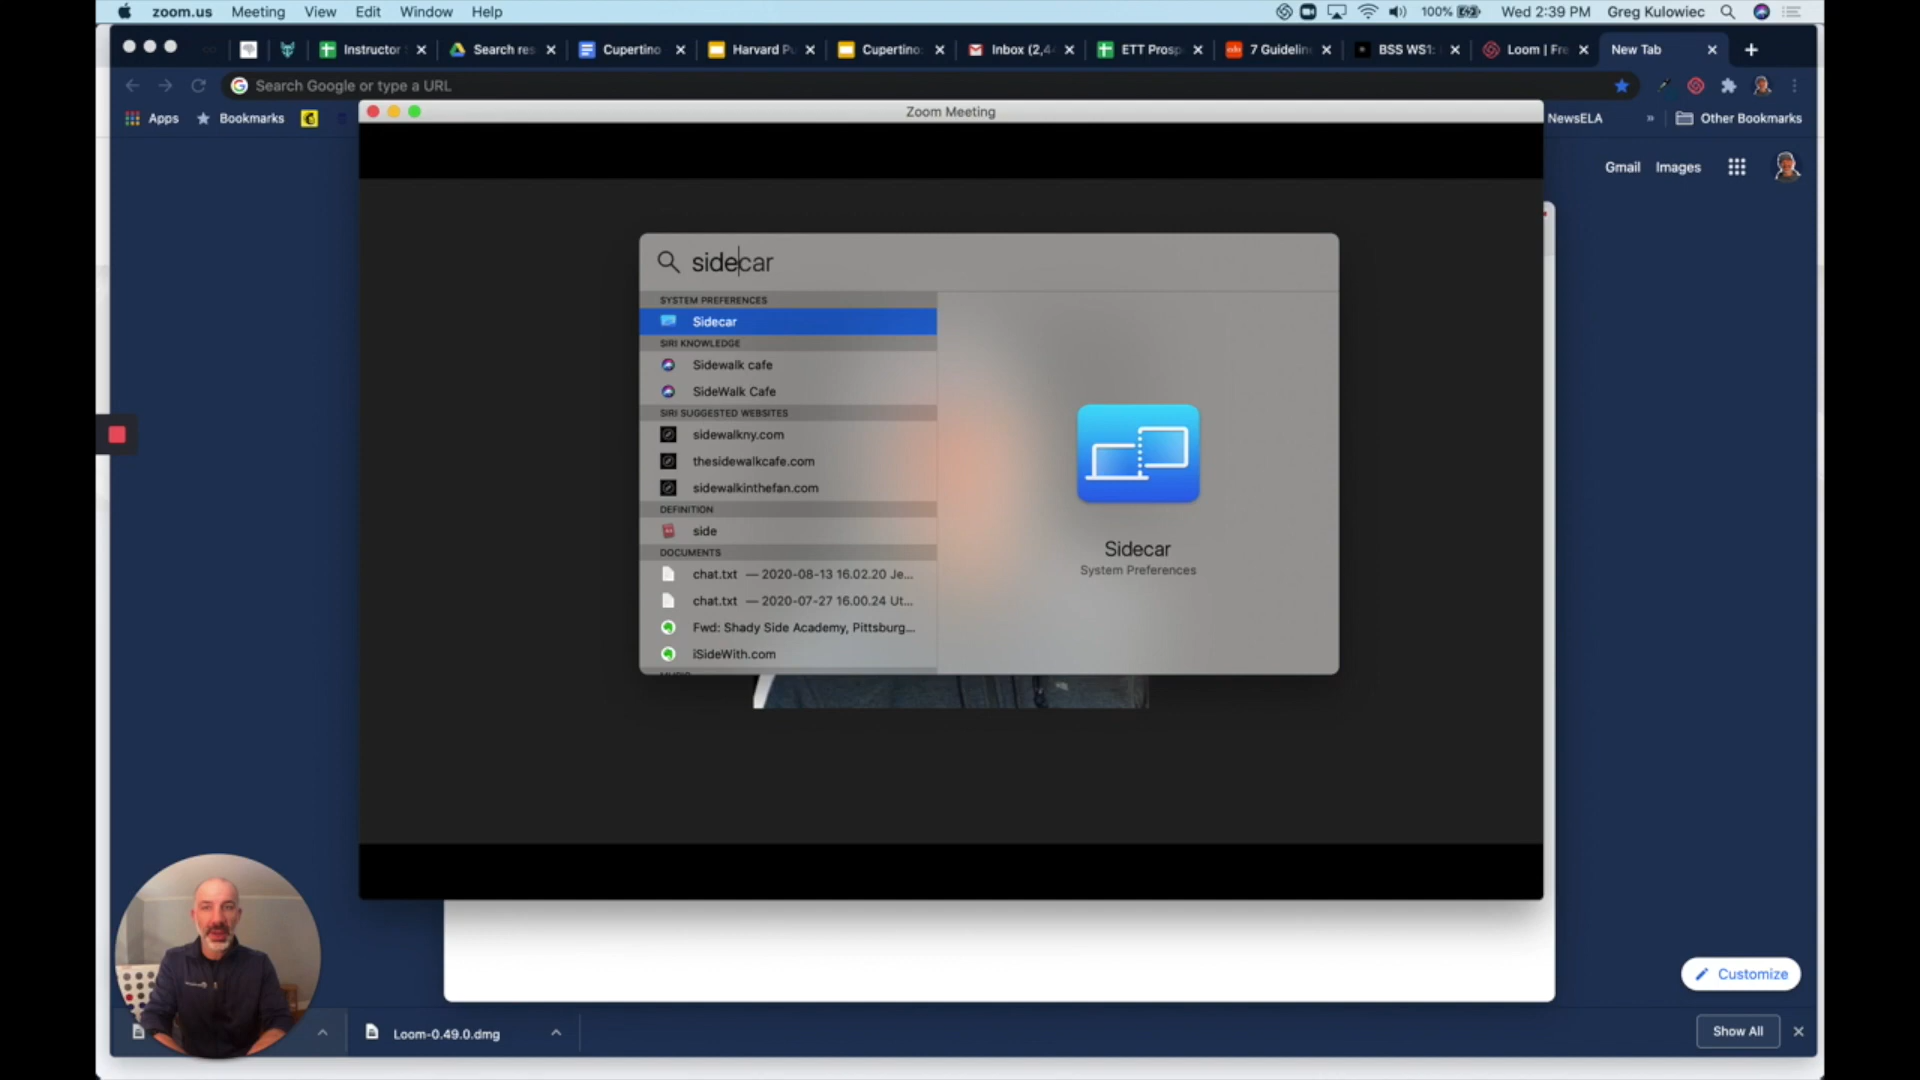 zoom.us Meeting View Edit Window Help 100% Wed 2:39 PM Greg Kulowiec
Instructor Search res Cupertino Harvard P Cupertino: Inbox (2,4 ETT Prosp 7 Guidelin BSS WS1: Loom | Fre New Tab
Search Google or type a URL
Apps Bookmarks NewsELA » Other Bookmarks
Zoom Meeting
Gmail Images
sidecar
SYSTEM PREFERENCES
Sidecar
SIRI KNOWLEDGE
Sidewalk cafe
SideWalk Cafe
SIRI SUGGESTED WEBSITES
sidewalkny.com
thesidewalkcafe.com
sidewalkinthefan.com
DEFINITION
side
DOCUMENTS
chat.txt — 2020-08-13 16.02.20 Je...
chat.txt — 2020-07-27 16.00.24 Ut...
Fwd: Shady Side Academy, Pittsburg...
iSideWith.com
Sidecar
System Preferences
Customize
Loom-0.49.0.dmg
Show All